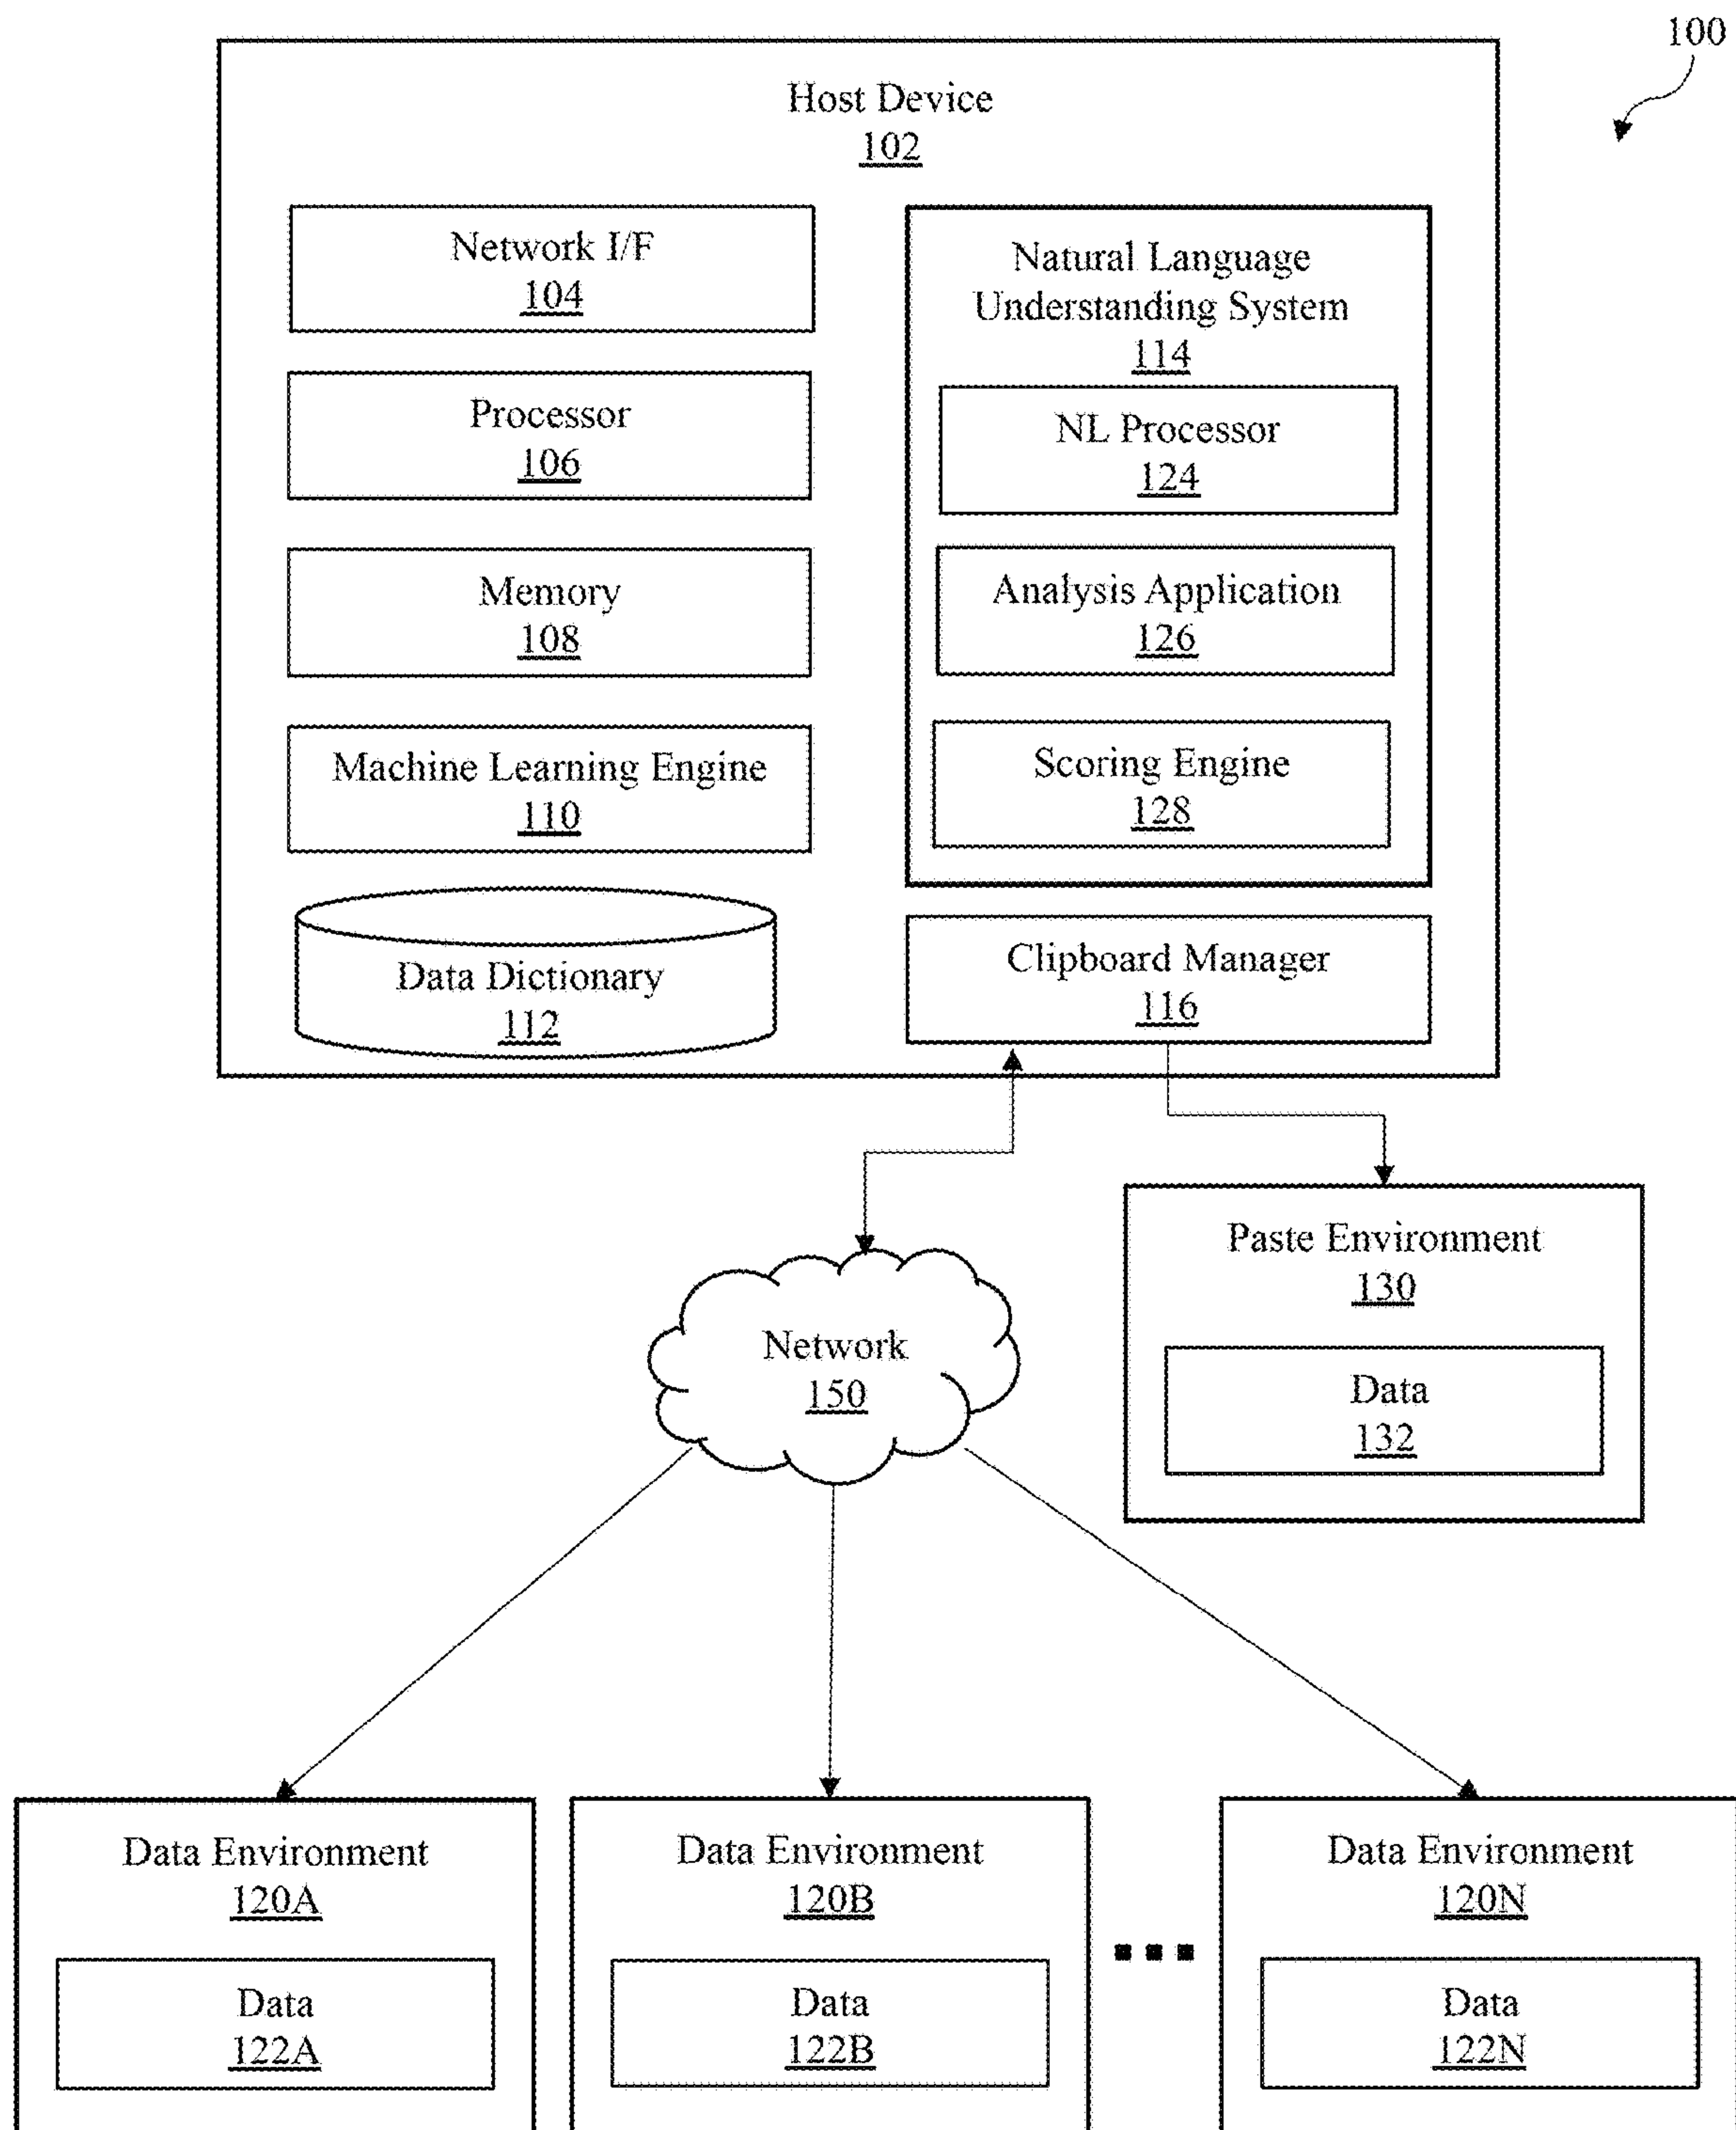 100
Host Device
102
Network I/F
104
Processor
106
Memory
108
Machine Learning Engine
110
Data Dictionary
112
Natural Language
Understanding System
114
NL Processor
124
Analysis Application
126
Scoring Engine
128
Clipboard Manager
116
Paste Environment
130
Data
132
Network
150
Data Environment
120A
Data
122A
Data Environment
120B
Data
122B
Data Environment
120N
Data
122N